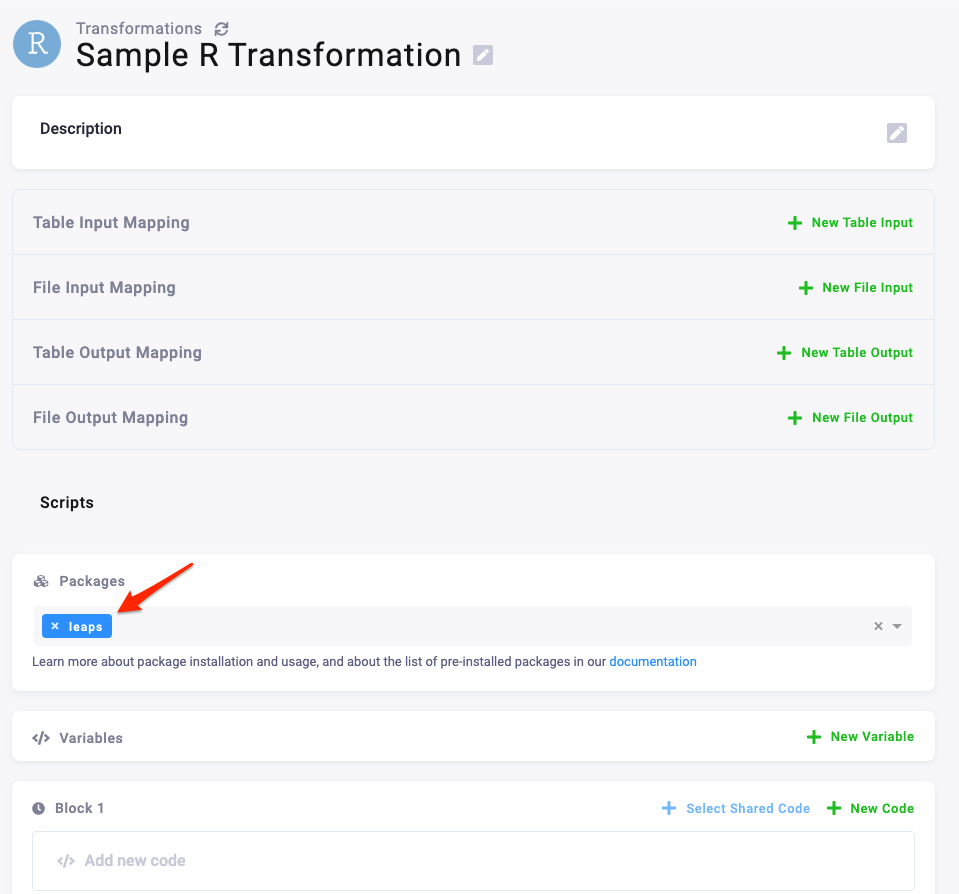 R
Transformations
Sample R Transformation
Description
Table Input Mapping
New Table Input
File Input Mapping
New File Input
Table Output Mapping
New Table Output
File Output Mapping
New File Output
Scripts
Packages
× leaps ×
Learn more about package installation and usage, and about the list of pre-installed packages in our documentation
</> Variables
New Variable
Block 1
Select Shared Code
New Code
</> Add new code